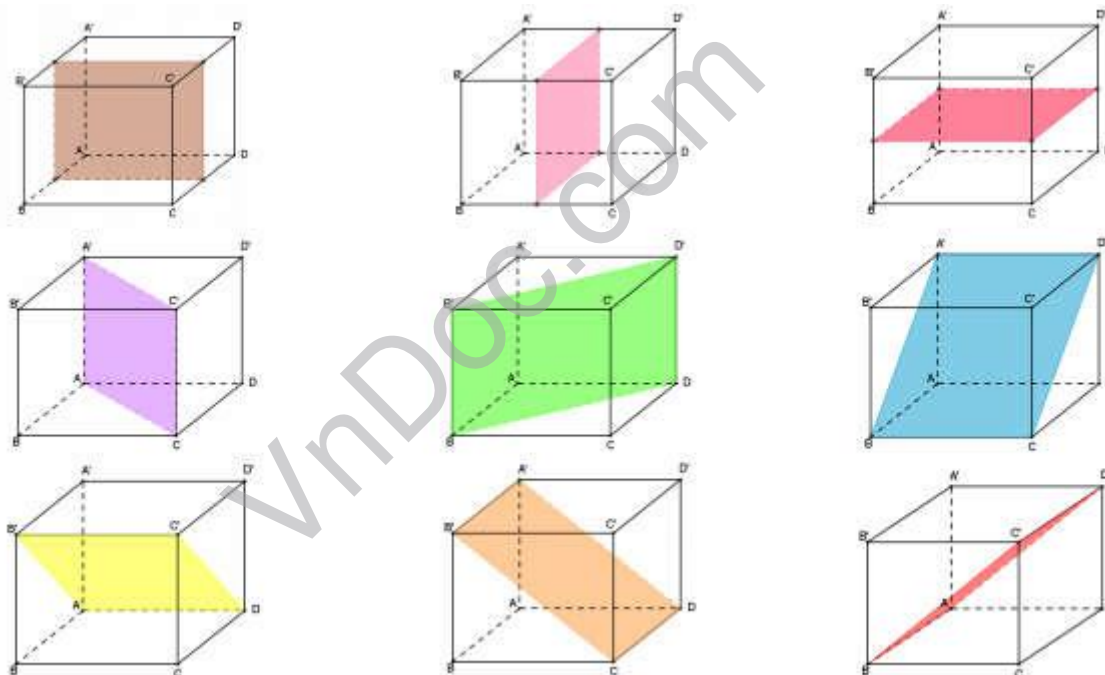 A' D' A' D' A' D'
B' C' B' C' B' C'
A D A D A D
B C B C B C
A' D' A' D' A' D
B' C' B' C' B' C'
A D A D A
B C B C B C
A' D' A' D' A' D
B' C' B' C' B' C'
A D A D A
B C B C B C
VnDoc.com